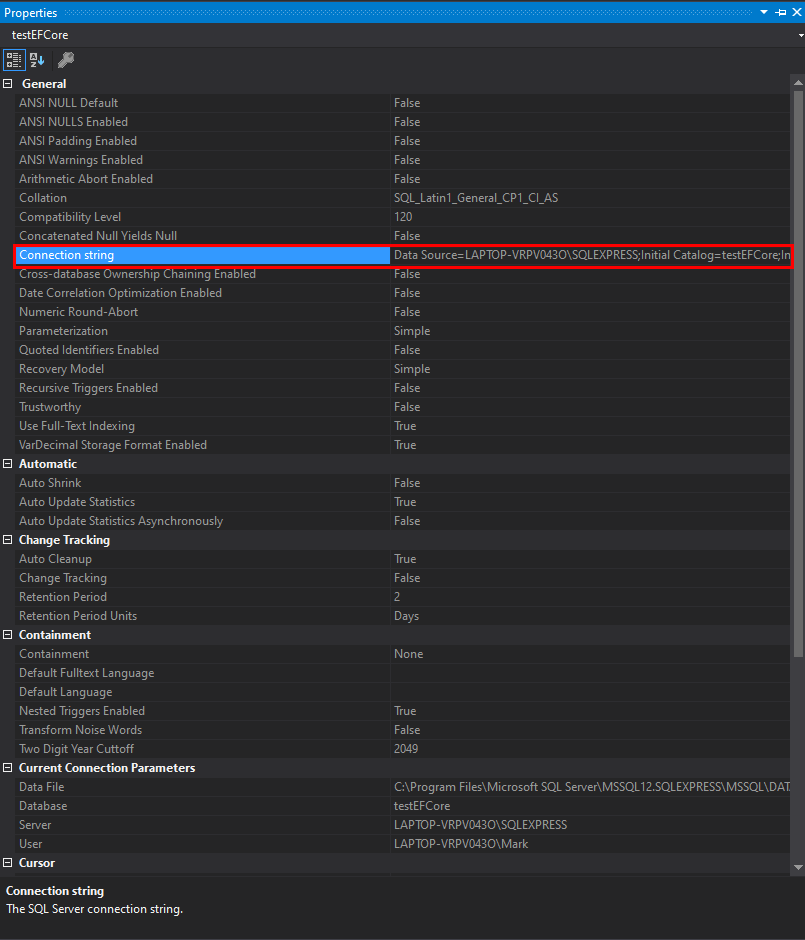 Properties
testEFCore
General
ANSI NULL Default False
ANSI NULLS Enabled False
ANSI Padding Enabled False
ANSI Warnings Enabled False
Arithmetic Abort Enabled False
Collation SQL_Latin1_General_CP1_CI_AS
Compatibility Level 120
Concatenated Null Yields Null False
Connection string Data Source=LAPTOP-VRPV043O\SQLEXPRESS;Initial Catalog=testEFCore;In
Cross-database Ownership Chaining Enabled False
Date Correlation Optimization Enabled False
Numeric Round-Abort False
Parameterization Simple
Quoted Identifiers Enabled False
Recovery Model Simple
Recursive Triggers Enabled False
Trustworthy False
Use Full-Text Indexing True
VarDecimal Storage Format Enabled True
Automatic
Auto Shrink False
Auto Update Statistics True
Auto Update Statistics Asynchronously False
Change Tracking
Auto Cleanup True
Change Tracking False
Retention Period 2
Retention Period Units Days
Containment
Containment None
Default Fulltext Language
Default Language
Nested Triggers Enabled True
Transform Noise Words False
Two Digit Year Cuttoff 2049
Current Connection Parameters
Data File C:\Program Files\Microsoft SQL Server\MSSQL12.SQLEXPRESS\MSSQL\DAT
Database testEFCore
Server LAPTOP-VRPV043O\SQLEXPRESS
User LAPTOP-VRPV043O\Mark
Cursor
Connection string
The SQL Server connection string.